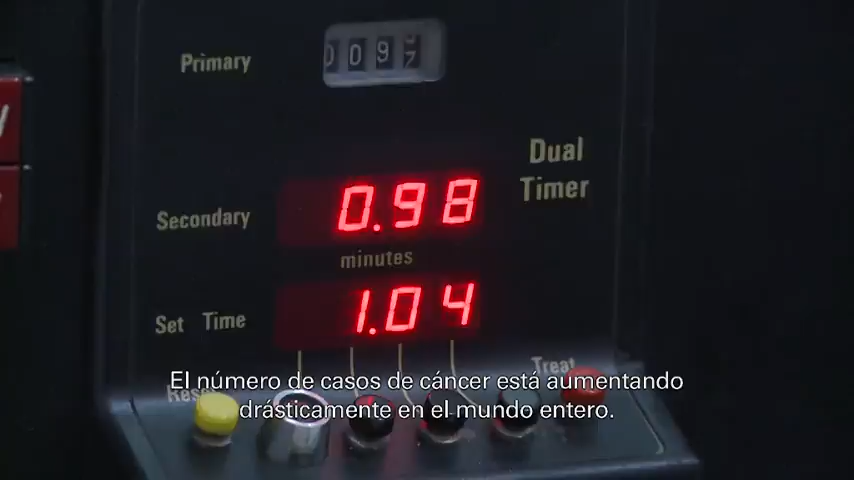 Primary
Dual
Timer
Secondary
0.98
minutes
Set Time
1.04
Treat
Reset
El número de casos de cáncer está aumentando
drásticamente en el mundo entero.